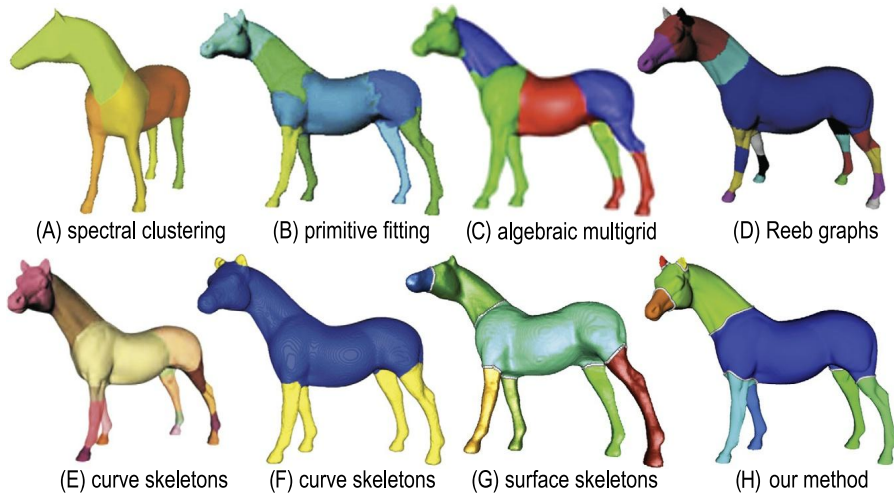 (A) spectral clustering
(B) primitive fitting
(C) algebraic multigrid
(D) Reeb graphs
(E) curve skeletons
(F) curve skeletons
(G) surface skeletons
(H) our method